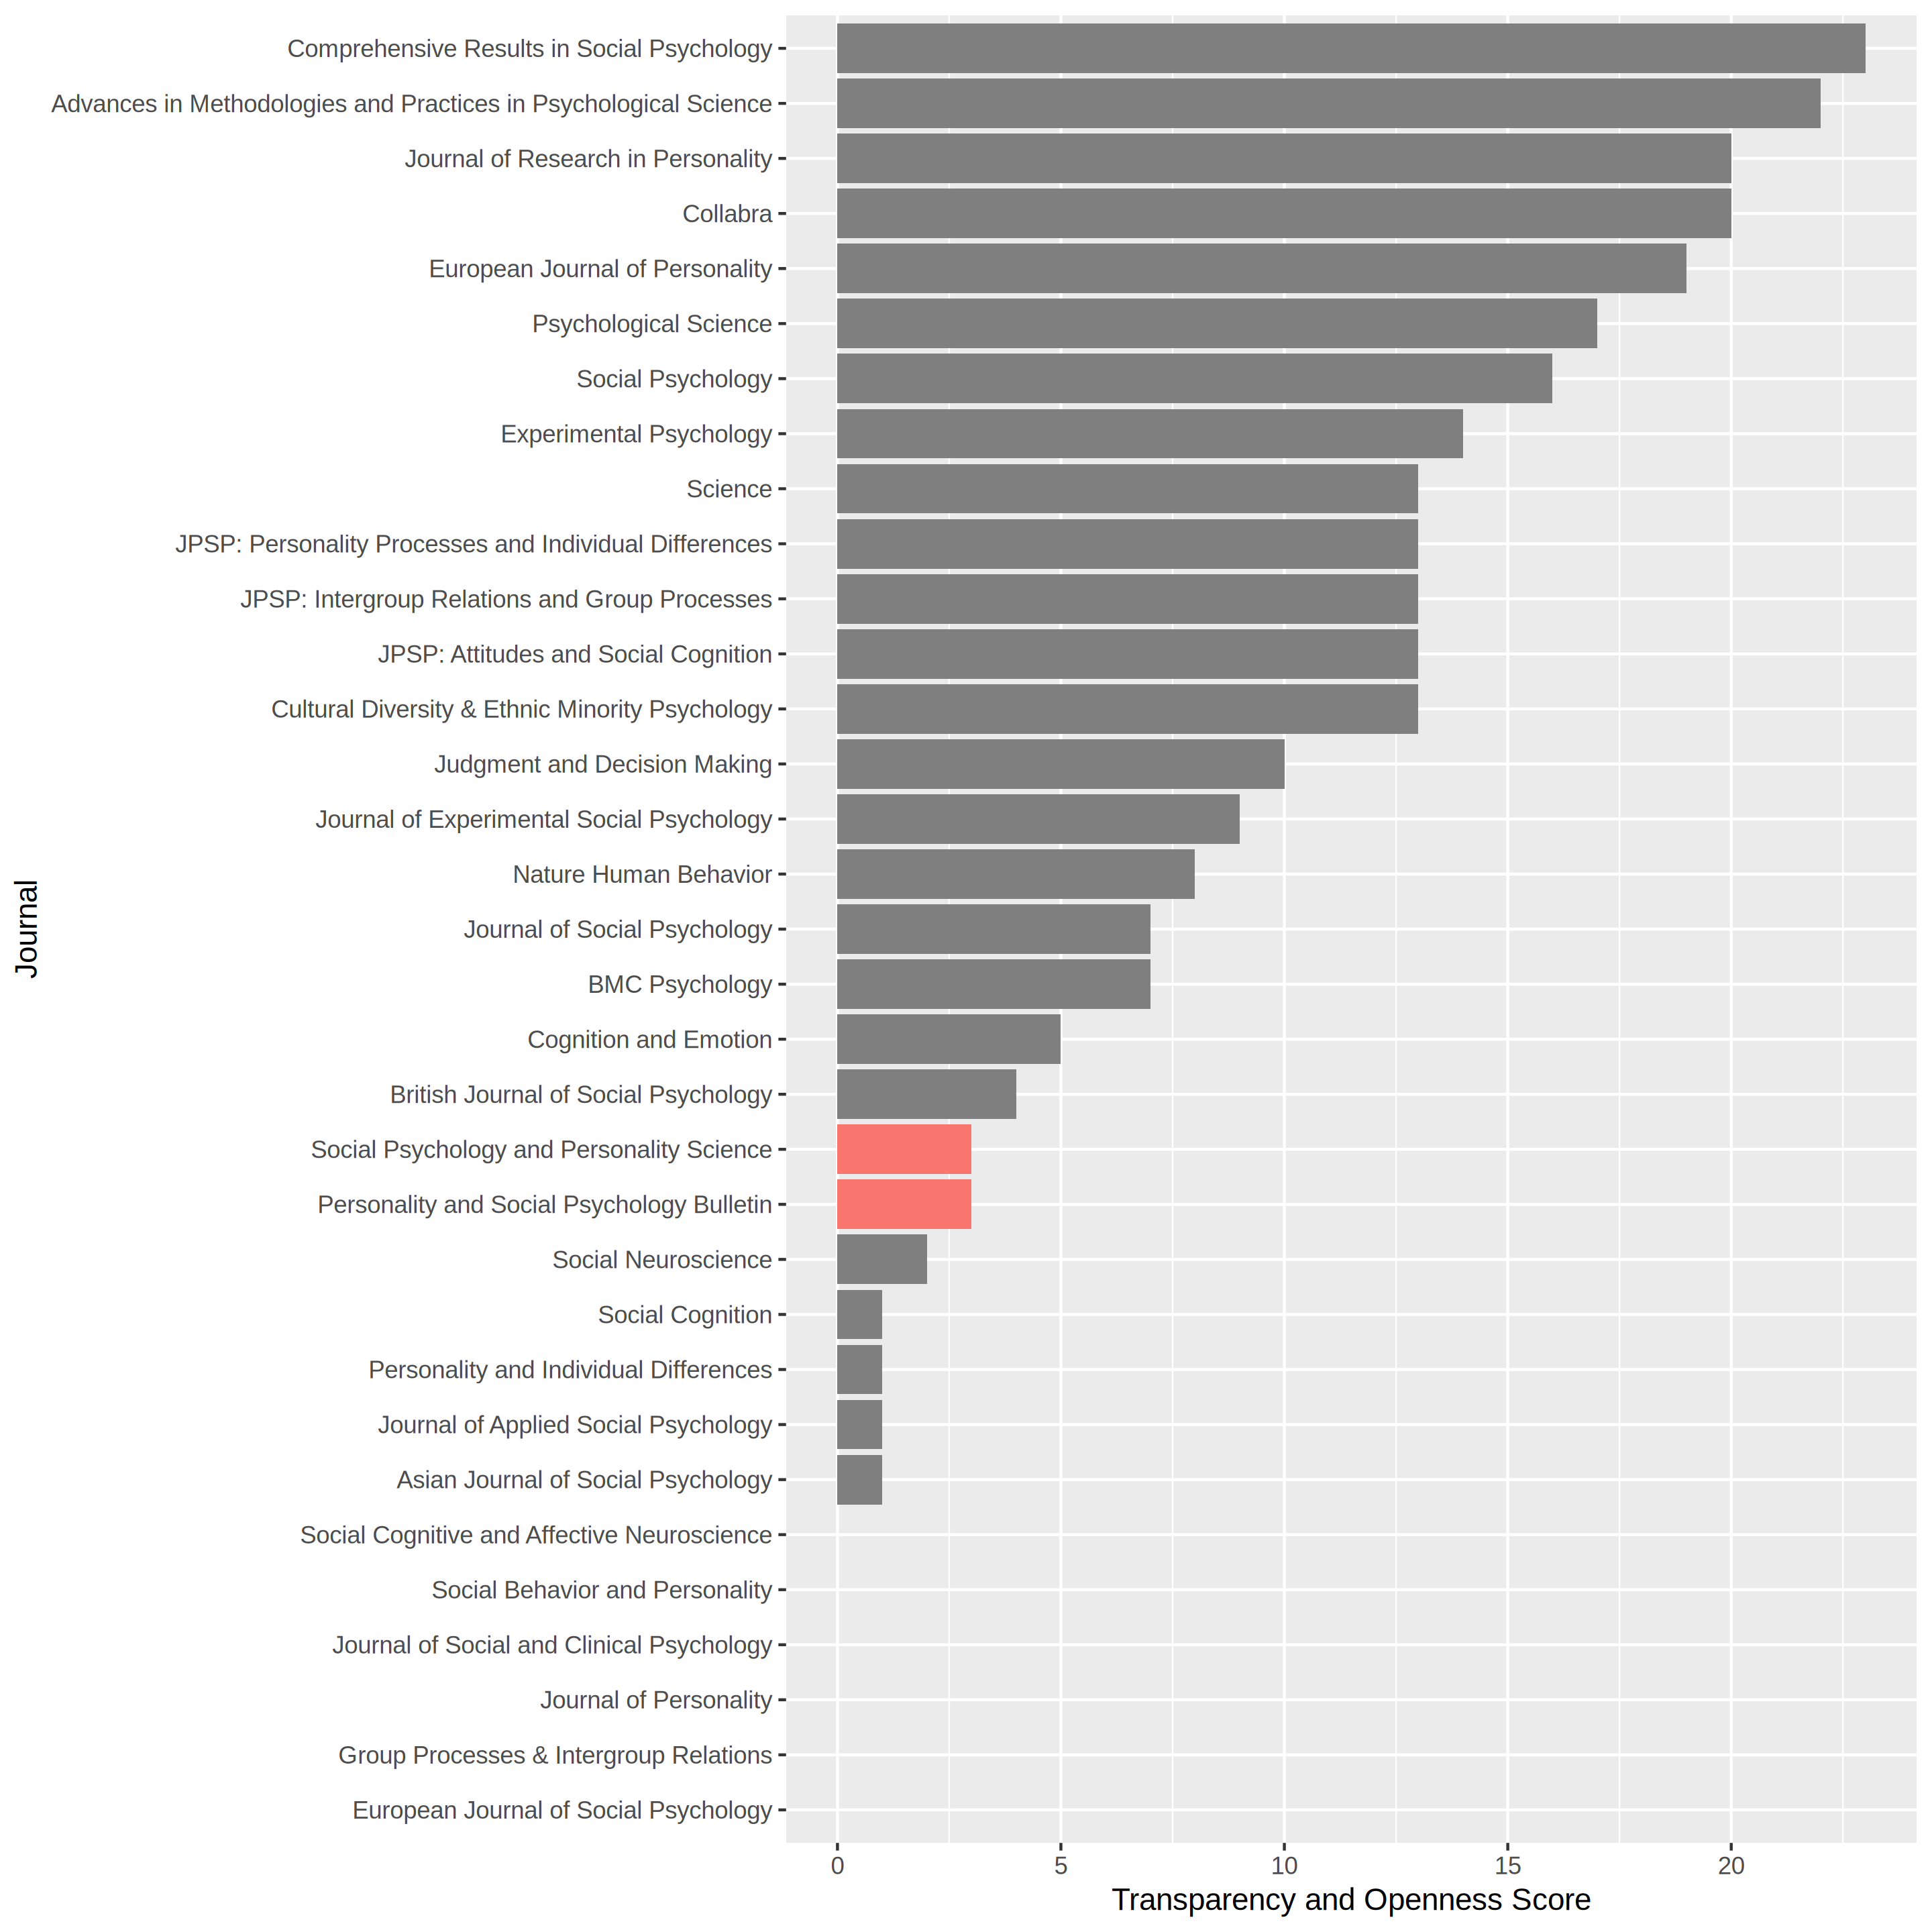 Comprehensive Results in Social Psychology
Advances in Methodologies and Practices in Psychological Science
Journal of Research in Personality
Collabra
European Journal of Personality
Psychological Science
Social Psychology
Experimental Psychology
Science
JPSP: Personality Processes and Individual Differences
JPSP: Intergroup Relations and Group Processes
JPSP: Attitudes and Social Cognition
Cultural Diversity & Ethnic Minority Psychology
Judgment and Decision Making
Journal of Experimental Social Psychology
Nature Human Behavior
Journal of Social Psychology
BMC Psychology
Cognition and Emotion
British Journal of Social Psychology
Social Psychology and Personality Science
Personality and Social Psychology Bulletin
Social Neuroscience
Social Cognition
Personality and Individual Differences
Journal of Applied Social Psychology
Asian Journal of Social Psychology
Social Cognitive and Affective Neuroscience
Social Behavior and Personality
Journal of Social and Clinical Psychology
Journal of Personality
Group Processes & Intergroup Relations
European Journal of Social Psychology
Journal
0 5 10 15 20
Transparency and Openness Score